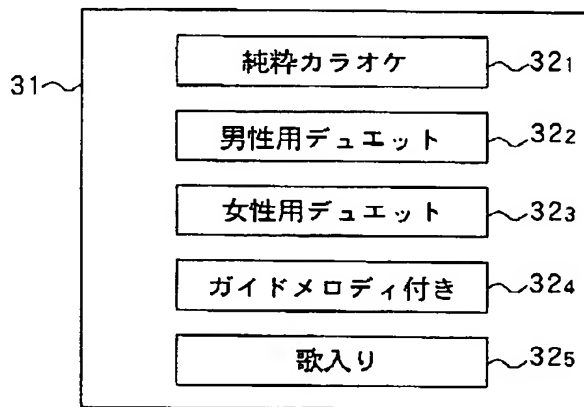 純粋カラオケ 32₁
31 男性用デュエット 32₂
女性用デュエット 32₃
ガイドメロディ付き 32₄
歌入り 32₅